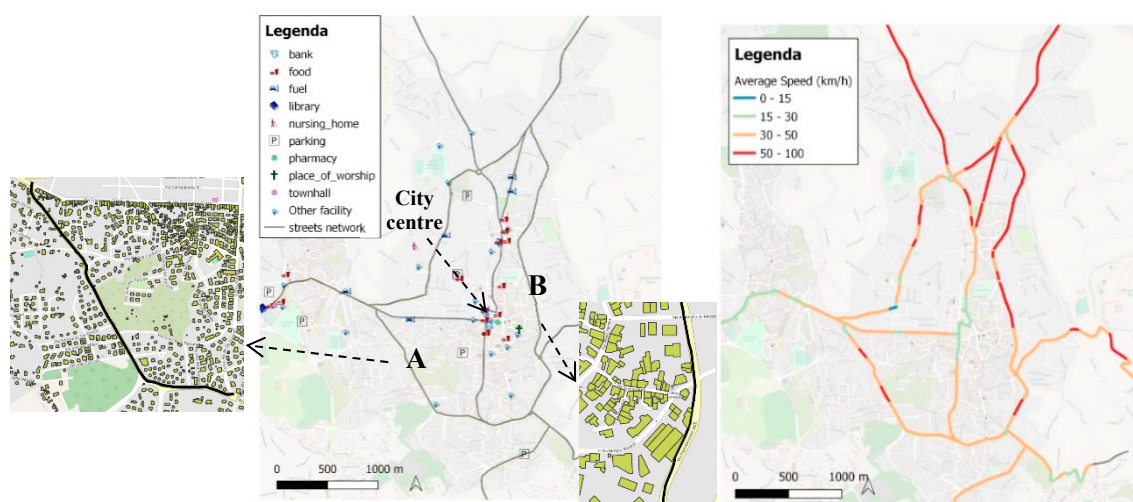 Legenda
bank
food
fuel
library
nursing_home
P
parking
pharmacy
place_of_worship
townhall
Other facility
streets network
City
centre
A
B
P
P
P
P
0
500
1000 m
Legenda
Average Speed (km/h)
0 - 15
15 - 30
30 - 50
50 - 100
0
500
1000 m